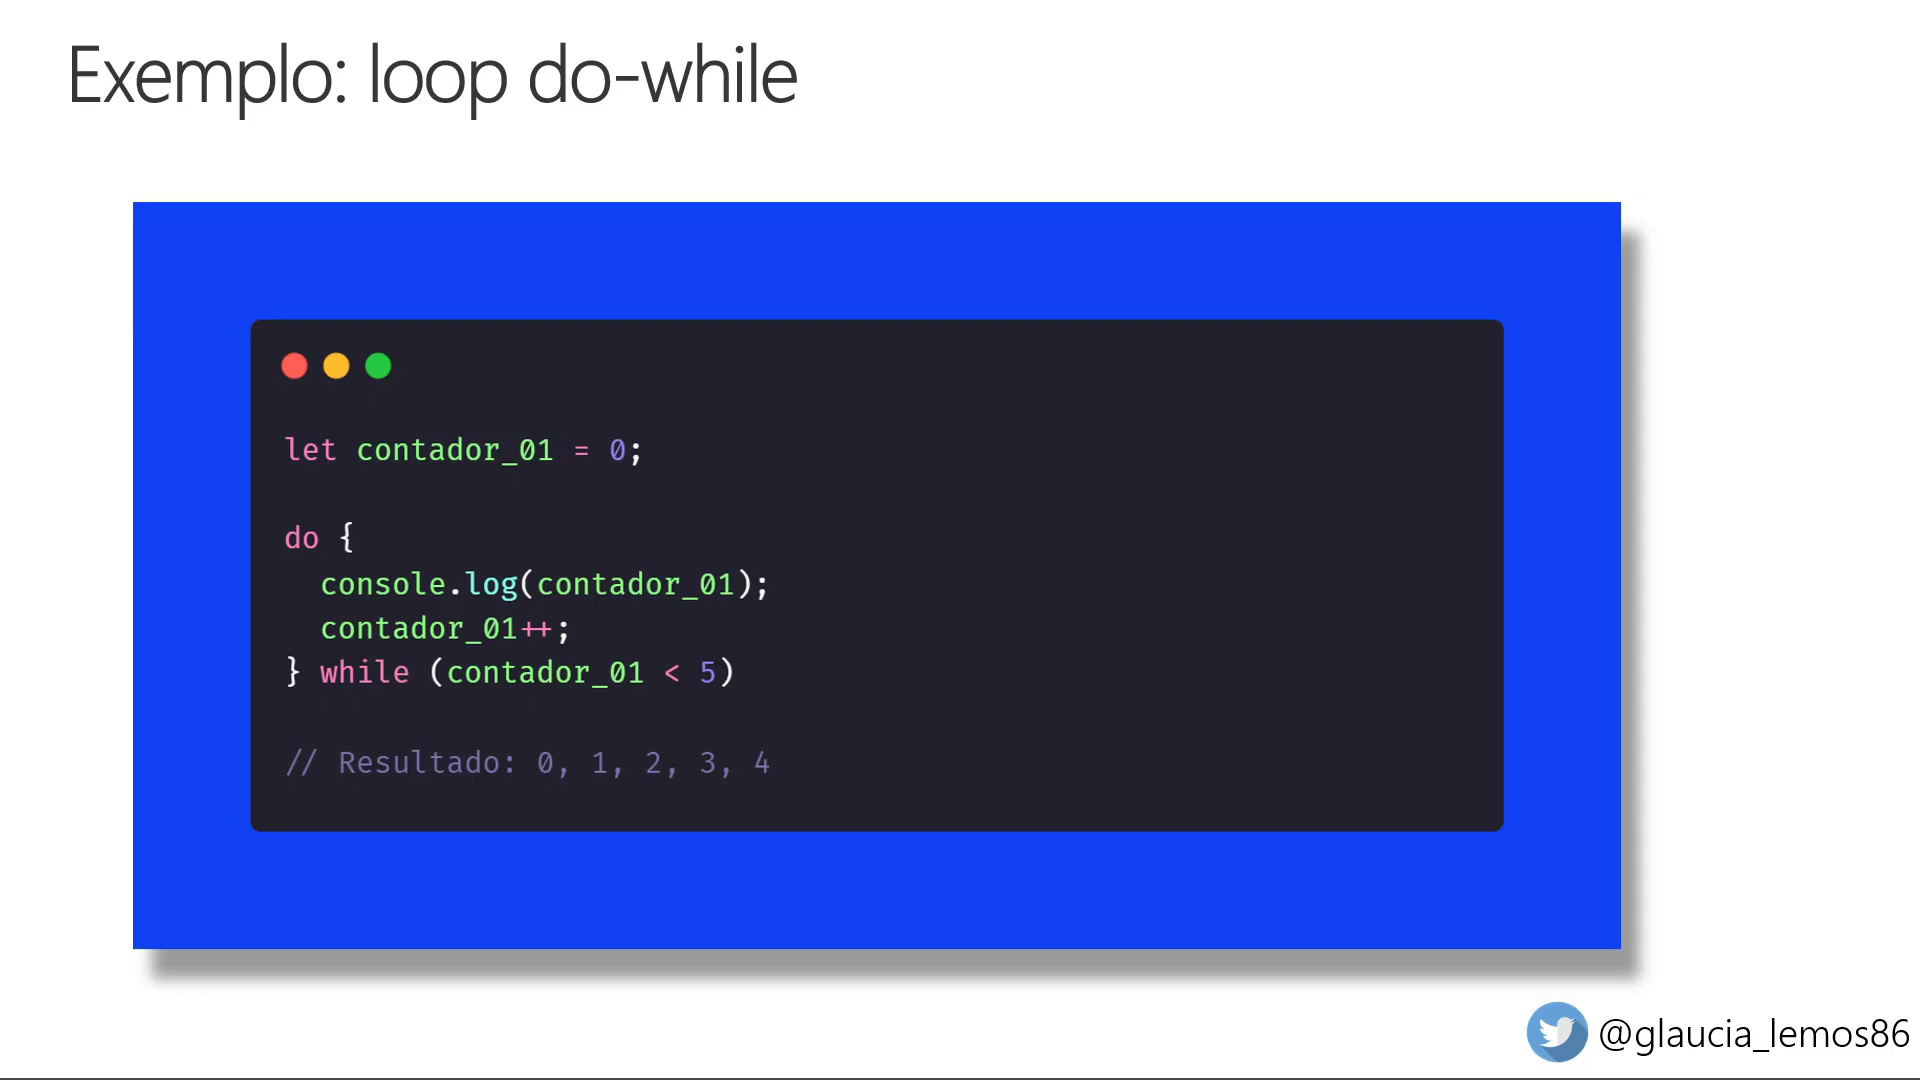 Exemplo: loop do-while
let contador_01 = 0;
do {
console.log(contador_01);
contador_01++;
} while (contador_01 < 5)
// Resultado: 0, 1, 2, 3, 4
@glaucia_lemos86